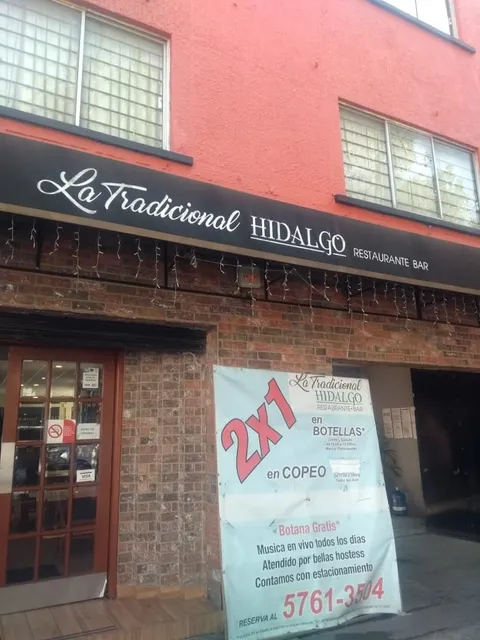 La Tradicional HIDALGO RESTAURANTE BAR
La Tradicional
HIDALGO
RESTAURANTE•BAR
2x1
en
BOTELLAS*
en COPEO
Botana Gratis*
Musica en vivo todos los dias
Atendido por bellas hostess
Contamos con estacionamiento
RESERVA AL 5761-3504